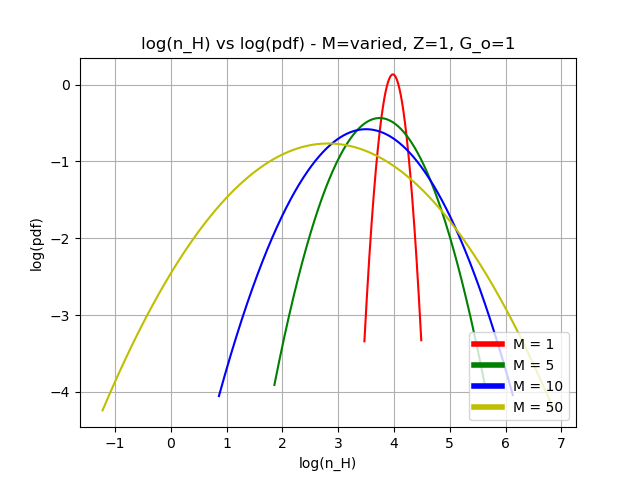 log(n_H) vs log(pdf) - M=varied, Z=1, G_o=1
log(pdf)
0
−1
−2
−3
−4
M = 1
M = 5
M = 10
M = 50
−1 0 1 2 3 4 5 6 7
log(n_H)